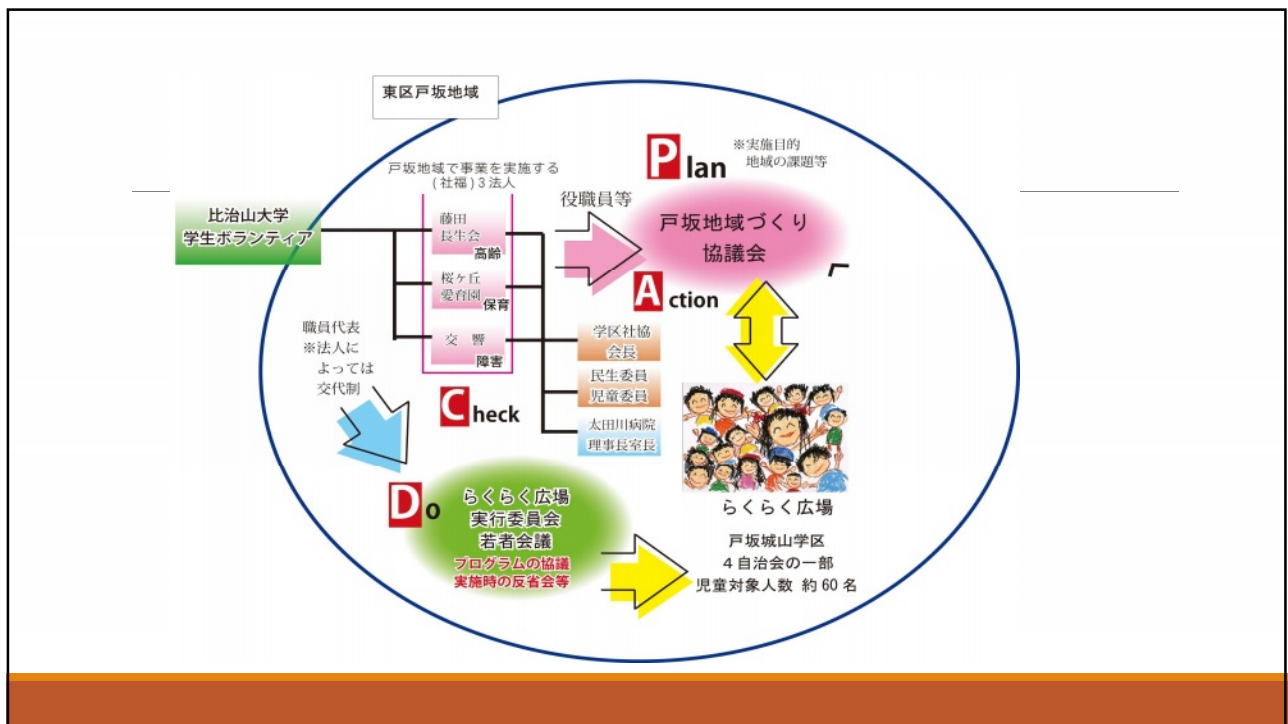 東区戸坂地域
Plan
※実施目的
地域の課題等
戸坂地域で事業を実施する
(社福)3法人
役職員等
戸坂地域づくり
協議会
比治山大学
学生ボランティア
藤田
長生会
高齢
桜ヶ丘
愛育園
保育
交響
障害
Action
学区社協
会長
民生委員
児童委員
太田川病院
理事長室長
職員代表
※法人に
よっては
交代制
Check
Do
らくらく広場
実行委員会
若者会議
プログラムの協議
実施時の反省会等
らくらく広場
戸坂城山学区
4自治会の一部
児童対象人数 約60名